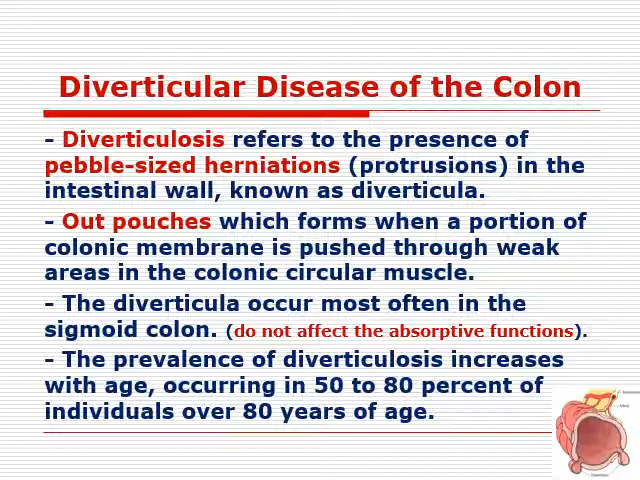 Diverticular Disease of the Colon
– Diverticulosis refers to the presence of
pebble-sized herniations (protrusions) in the
intestinal wall, known as diverticula.
– Out pouches which forms when a portion of
colonic membrane is pushed through weak
areas in the colonic circular muscle.
– The diverticula occur most often in the
sigmoid colon. (do not affect the absorptive functions).
– The prevalence of diverticulosis increases
with age, occurring in 50 to 80 percent of
individuals over 80 years of age.